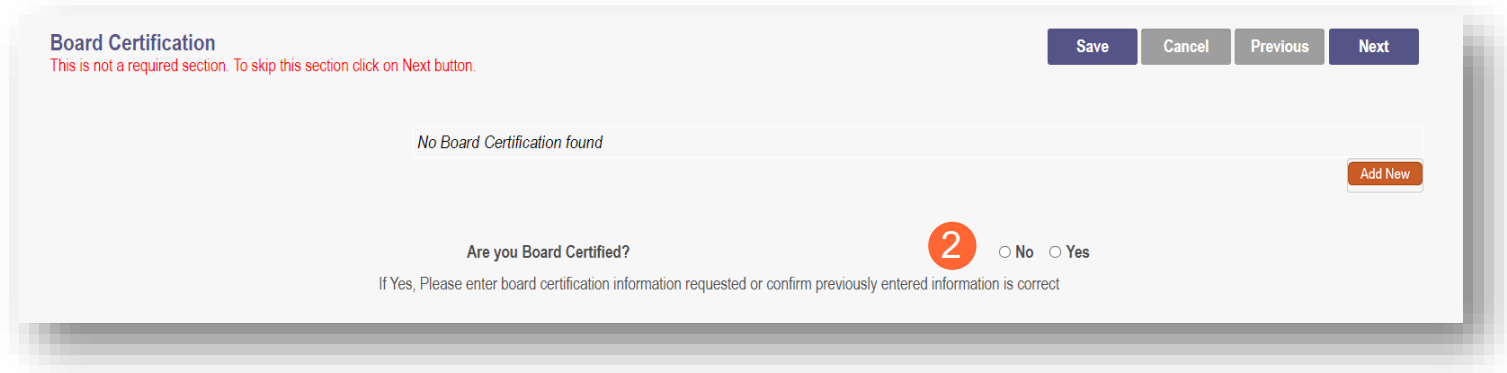 Board Certification
This is not a required section. To skip this section click on Next button.
Save Cancel Previous Next
No Board Certification found
Add New
Are you Board Certified? 2 No Yes
If Yes, Please enter board certification information requested or confirm previously entered information is correct